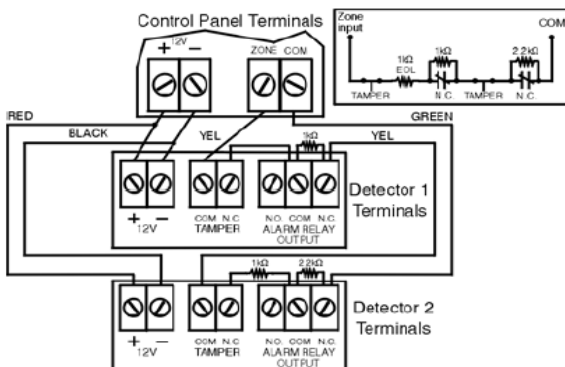 Control Panel Terminals
+ 12V −
ZONE COM
Zone input
COM
1kΩ
EOL
1kΩ
2.2kΩ
TAMPER
N.C.
TAMPER
N.C.
RED
BLACK
YEL
GREEN
YEL
1kΩ
Detector 1 Terminals
+ −
12V
COM N.C.
TAMPER
N.O. COM N.C.
ALARM RELAY OUTPUT
1kΩ
2.2kΩ
Detector 2 Terminals
+ −
12V
COM N.C.
TAMPER
N.O. COM N.C.
ALARM RELAY OUTPUT